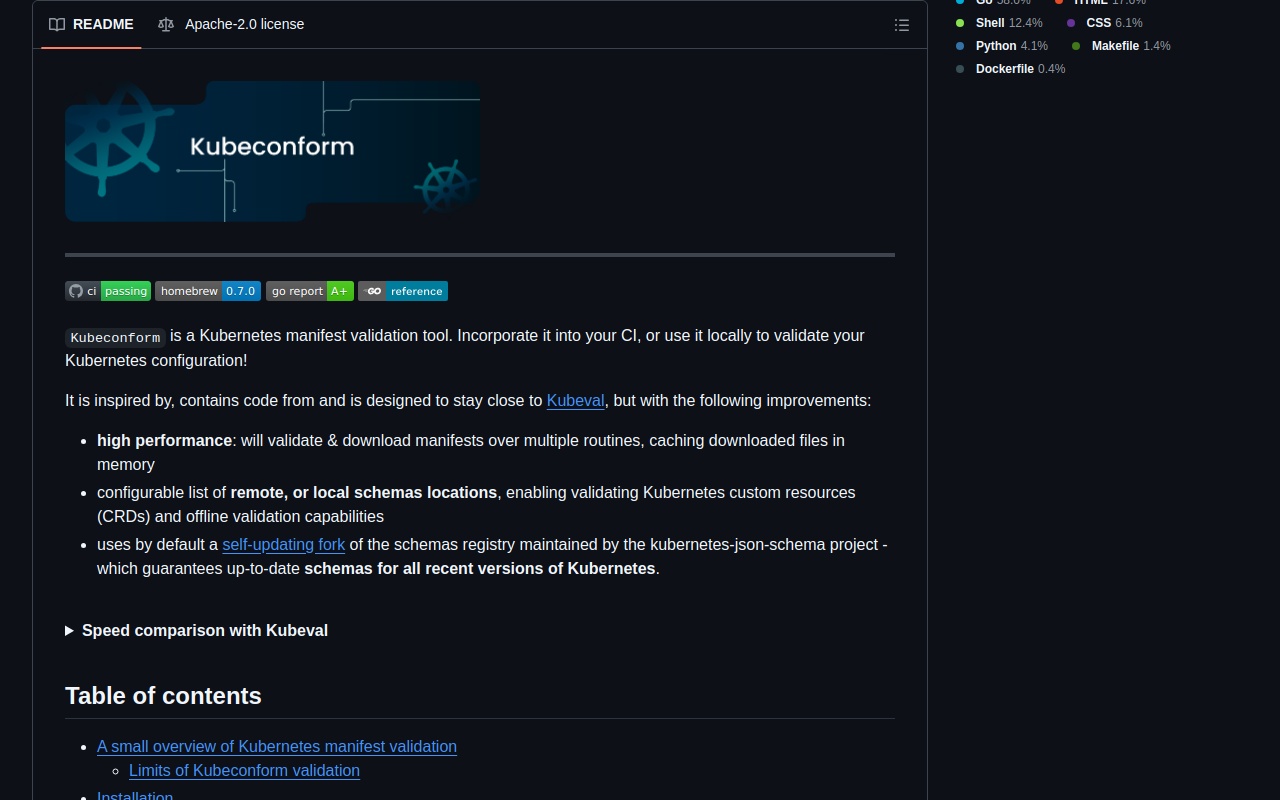 README
Apache-2.0 license
Go 58.6% HTML 17.0%
Shell 12.4% CSS 6.1%
Python 4.1% Makefile 1.4%
Dockerfile 0.4%
Kubeconform
ci passing homebrew 0.7.0 go report A+ GO reference
Kubeconform is a Kubernetes manifest validation tool. Incorporate it into your CI, or use it locally to validate your
Kubernetes configuration!
It is inspired by, contains code from and is designed to stay close to Kubeval, but with the following improvements:
high performance: will validate & download manifests over multiple routines, caching downloaded files in
memory
configurable list of remote, or local schemas locations, enabling validating Kubernetes custom resources
(CRDs) and offline validation capabilities
uses by default a self-updating fork of the schemas registry maintained by the kubernetes-json-schema project -
which guarantees up-to-date schemas for all recent versions of Kubernetes.
Speed comparison with Kubeval
Table of contents
A small overview of Kubernetes manifest validation
Limits of Kubeconform validation
Installation